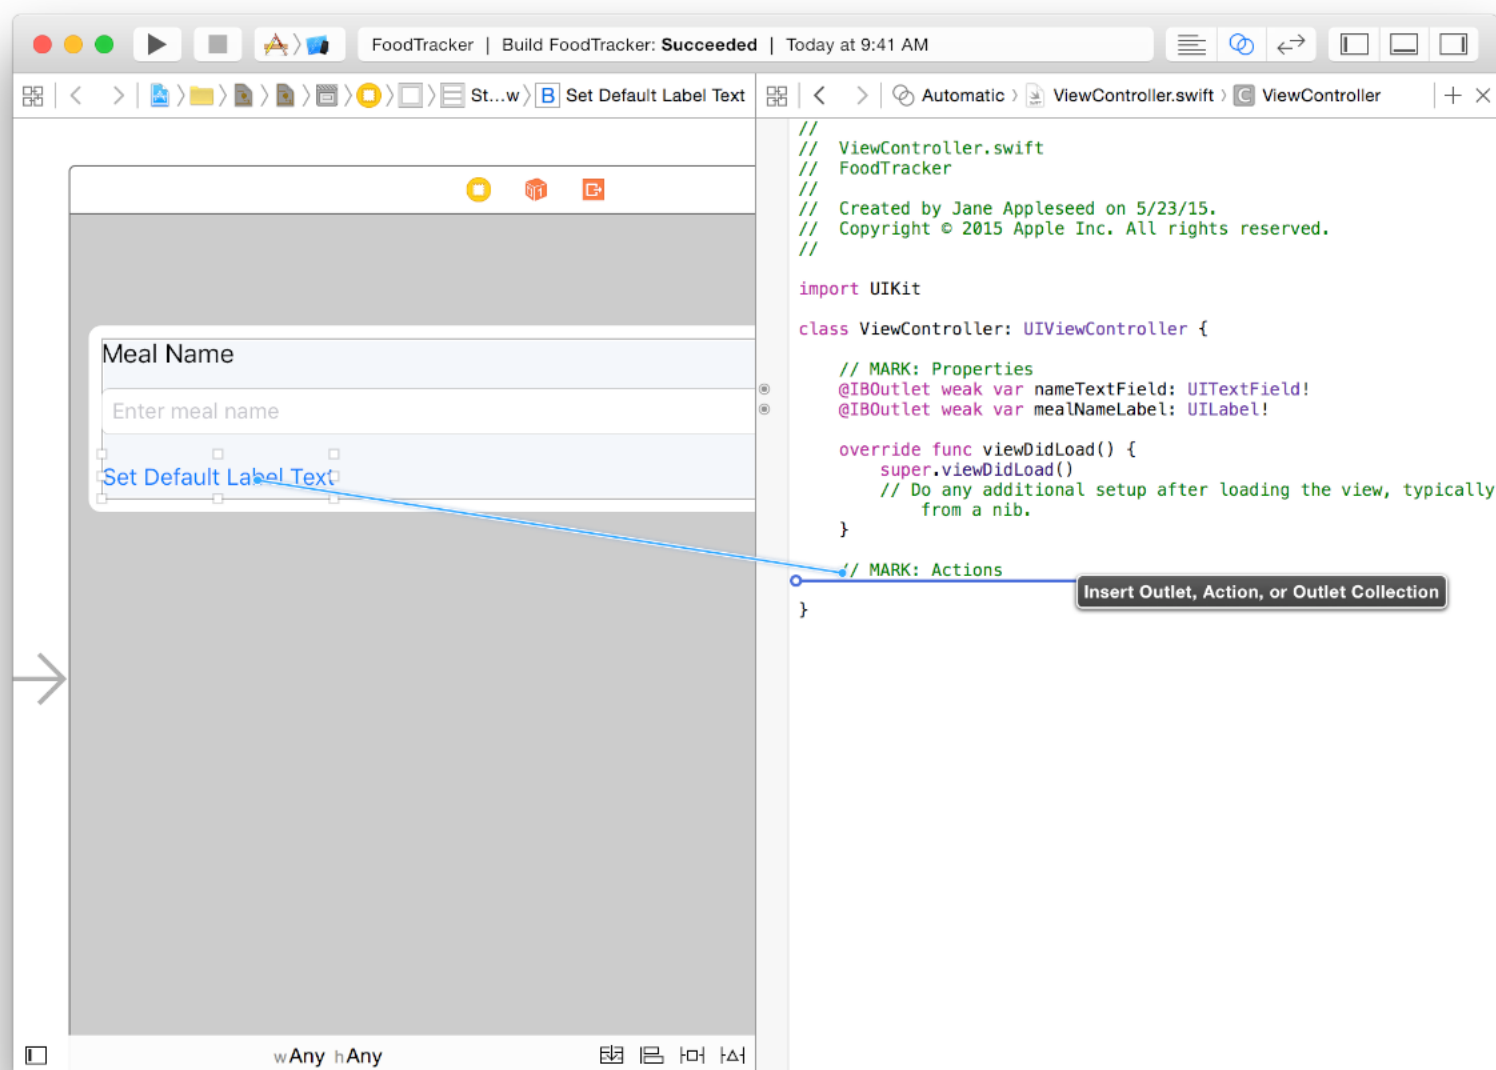 FoodTracker | Build FoodTracker: Succeeded | Today at 9:41 AM
St...w
B Set Default Label Text
Automatic
ViewController.swift
C ViewController
Meal Name
Enter meal name
Set Default Label Text
wAny hAny
//
// ViewController.swift
// FoodTracker
//
// Created by Jane Appleseed on 5/23/15.
// Copyright © 2015 Apple Inc. All rights reserved.
//
import UIKit
class ViewController: UIViewController {
// MARK: Properties
@IBOutlet weak var nameTextField: UITextField!
@IBOutlet weak var mealNameLabel: UILabel!
override func viewDidLoad() {
super.viewDidLoad()
// Do any additional setup after loading the view, typically
from a nib.
}
// MARK: Actions
Insert Outlet, Action, or Outlet Collection
}